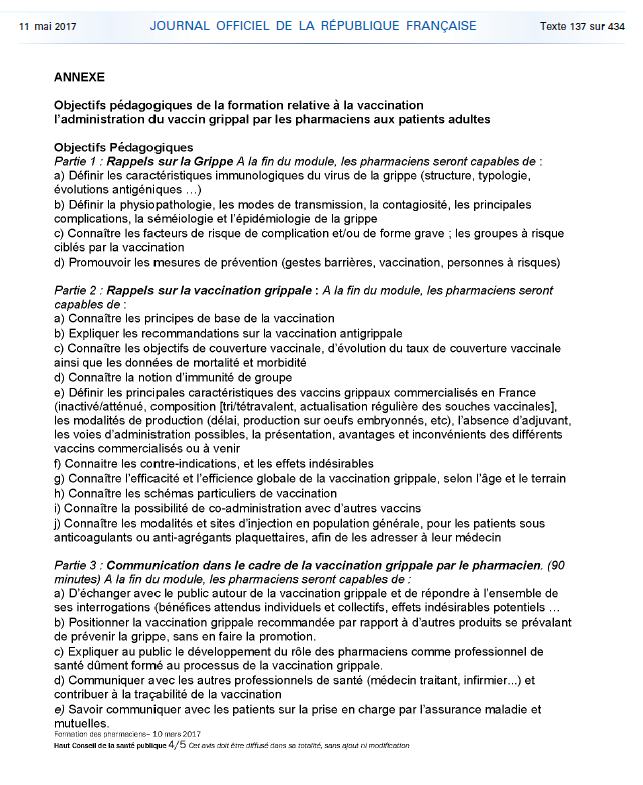 11 mai 2017 JOURNAL OFFICIEL DE LA RÉPUBLIQUE FRANÇAISE Texte 137 sur 434
ANNEXE
Objectifs pédagogiques de la formation relative à la vaccination
l'administration du vaccin grippal par les pharmaciens aux patients adultes
Objectifs Pédagogiques
Partie 1 : Rappels sur la Grippe A la fin du module, les pharmaciens seront capables de :
a) Définir les caractéristiques immunologiques du virus de la grippe (structure, typologie,
évolutions antigéniques …)
b) Définir la physiopathologie, les modes de transmission, la contagiosité, les principales
complications, la séméiologie et l'épidémiologie de la grippe
c) Connaître les facteurs de risque de complication et/ou de forme grave ; les groupes à risque
ciblés par la vaccination
d) Promouvoir les mesures de prévention (gestes barrières, vaccination, personnes à risques)
Partie 2 : Rappels sur la vaccination grippale : A la fin du module, les pharmaciens seront
capables de :
a) Connaître les principes de base de la vaccination
b) Expliquer les recommandations sur la vaccination antigrippale
c) Connaître les objectifs de couverture vaccinale, d'évolution du taux de couverture vaccinale
ainsi que les données de mortalité et morbidité
d) Connaître la notion d'immunité de groupe
e) Définir les principales caractéristiques des vaccins grippaux commercialisés en France
(inactivé/atténué, composition [tri/tétravalent, actualisation régulière des souches vaccinales],
les modalités de production (délai, production sur oeufs embryonnés, etc), l'absence d'adjuvant,
les voies d'administration possibles, la présentation, avantages et inconvénients des différents
vaccins commercialisés ou à venir
f) Connaitre les contre-indications, et les effets indésirables
g) Connaître l'efficacité et l'efficience globale de la vaccination grippale, selon l'âge et le terrain
h) Connaître les schémas particuliers de vaccination
i) Connaître la possibilité de co-administration avec d'autres vaccins
j) Connaître les modalités et sites d'injection en population générale, pour les patients sous
anticoagulants ou anti-agrégants plaquettaires, afin de les adresser à leur médecin
Partie 3 : Communication dans le cadre de la vaccination grippale par le pharmacien. (90
minutes) A la fin du module, les pharmaciens seront capables de :
a) D'échanger avec le public autour de la vaccination grippale et de répondre à l'ensemble de
ses interrogations (bénéfices attendus individuels et collectifs, effets indésirables potentiels …
b) Positionner la vaccination grippale recommandée par rapport à d'autres produits se prévalant
de prévenir la grippe, sans en faire la promotion.
c) Expliquer au public le développement du rôle des pharmaciens comme professionnel de
santé dûment formé au processus de la vaccination grippale.
d) Communiquer avec les autres professionnels de santé (médecin traitant, infirmier...) et
contribuer à la traçabilité de la vaccination
e) Savoir communiquer avec les patients sur la prise en charge par l'assurance maladie et
mutuelles.
Formation des pharmaciens– 10 mars 2017
Haut Conseil de la santé publique 4/5 Cet avis doit être diffusé dans sa totalité, sans ajout ni modification